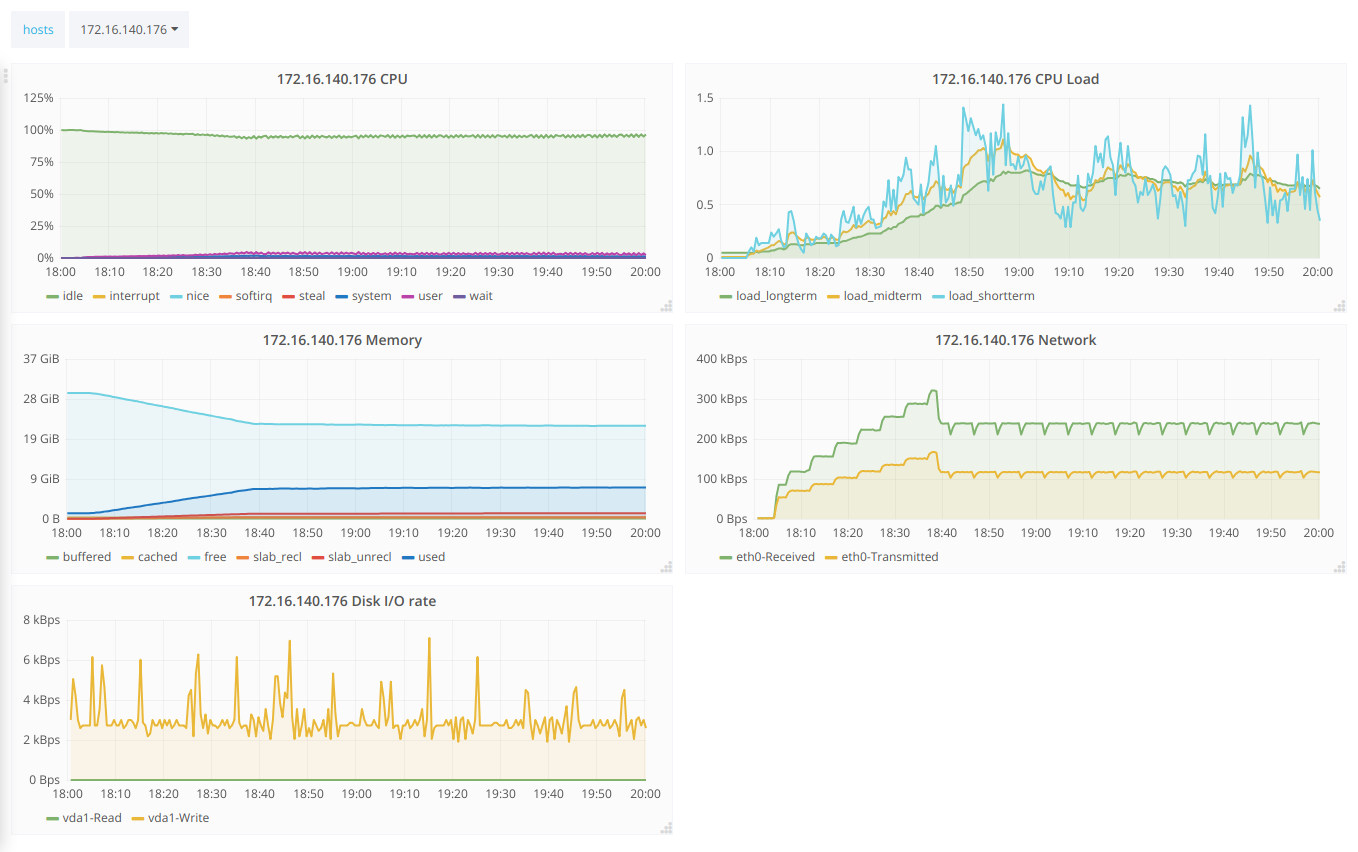 hosts 172.16.140.176
172.16.140.176 CPU
125%
100%
75%
50%
25%
0%
18:00 18:10 18:20 18:30 18:40 18:50 19:00 19:10 19:20 19:30 19:40 19:50 20:00
idle interrupt nice softirq steal system user wait
172.16.140.176 CPU Load
1.5
1.0
0.5
0
18:00 18:10 18:20 18:30 18:40 18:50 19:00 19:10 19:20 19:30 19:40 19:50 20:00
load_longterm load_midterm load_shortterm
172.16.140.176 Memory
37 GiB
28 GiB
19 GiB
9 GiB
0 B
18:00 18:10 18:20 18:30 18:40 18:50 19:00 19:10 19:20 19:30 19:40 19:50 20:00
buffered cached free slab_recl slab_unrecl used
172.16.140.176 Network
400 kBps
300 kBps
200 kBps
100 kBps
0 Bps
18:00 18:10 18:20 18:30 18:40 18:50 19:00 19:10 19:20 19:30 19:40 19:50 20:00
eth0-Received eth0-Transmitted
172.16.140.176 Disk I/O rate
8 kBps
6 kBps
4 kBps
2 kBps
0 Bps
18:00 18:10 18:20 18:30 18:40 18:50 19:00 19:10 19:20 19:30 19:40 19:50 20:00
vda1-Read vda1-Write